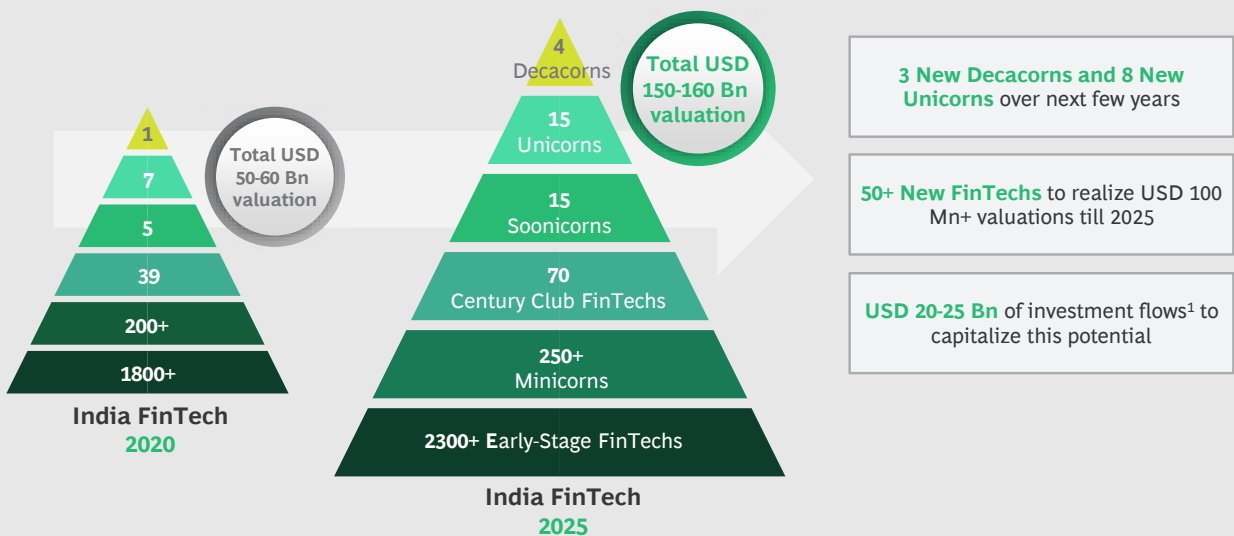 1
7
5
39
200+
1800+
India FinTech
2020
Total USD
50-60 Bn
valuation
4
Decacorns
15
Unicorns
15
Soonicorns
70
Century Club FinTechs
250+
Minicorns
2300+ Early-Stage FinTechs
India FinTech
2025
Total USD
150-160 Bn
valuation
3 New Decacorns and 8 New
Unicorns over next few years
50+ New FinTechs to realize USD 100
Mn+ valuations till 2025
USD 20-25 Bn of investment flows¹ to
capitalize this potential